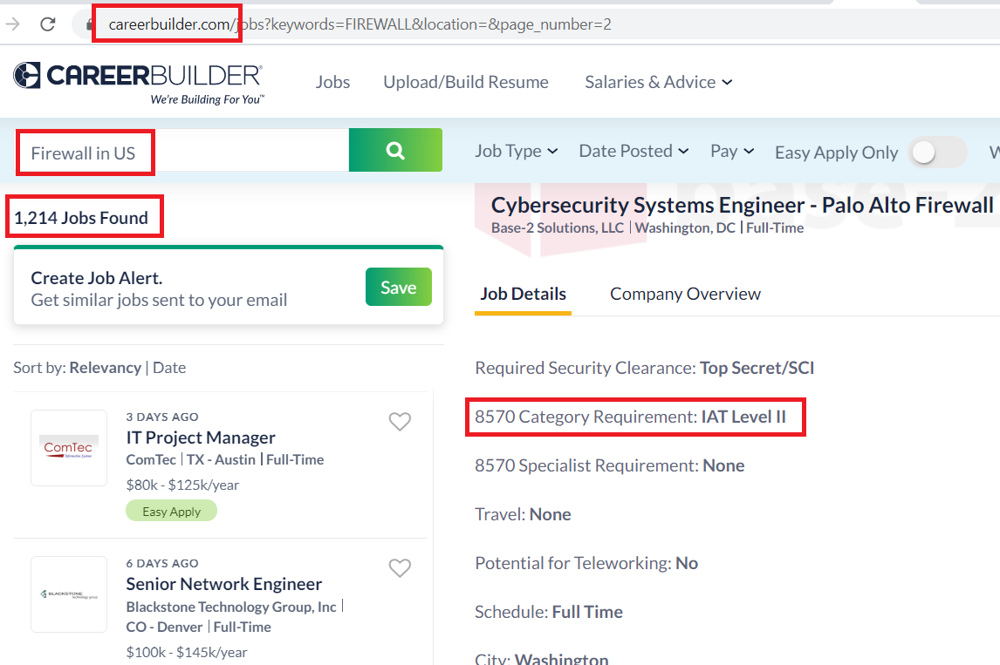 careerbuilder.com/jobs?keywords=FIREWALL&location=&page_number=2
CAREERBUILDER®
We're Building For You™
Jobs
Upload/Build Resume
Salaries & Advice
Firewall in US
Job Type
Date Posted
Pay
Easy Apply Only
1,214 Jobs Found
Create Job Alert.
Get similar jobs sent to your email
Save
Sort by: Relevancy | Date
ComTec
Information Systems
3 DAYS AGO
IT Project Manager
ComTec | TX - Austin | Full-Time
$80k - $125k/year
Easy Apply
BLACKSTONE
technology group
6 DAYS AGO
Senior Network Engineer
Blackstone Technology Group, Inc |
CO - Denver | Full-Time
$100k - $145k/year
base-2
Cybersecurity Systems Engineer - Palo Alto Firewall
Base-2 Solutions, LLC | Washington, DC | Full-Time
Job Details
Company Overview
Required Security Clearance: Top Secret/SCI
8570 Category Requirement: IAT Level II
8570 Specialist Requirement: None
Travel: None
Potential for Teleworking: No
Schedule: Full Time
City: Washington